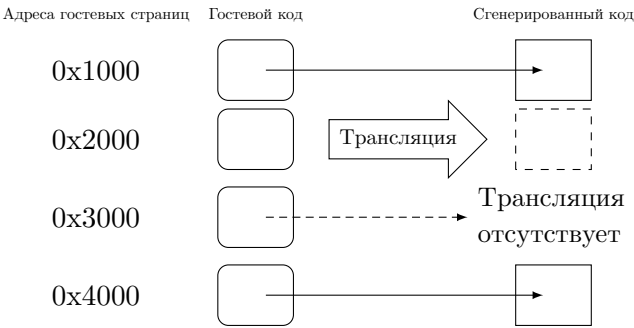 Адреса гостевых страниц Гостевой код Сгенерированный код
0x1000
0x2000 Трансляция
0x3000 Трансляция
отсутствует
0x4000